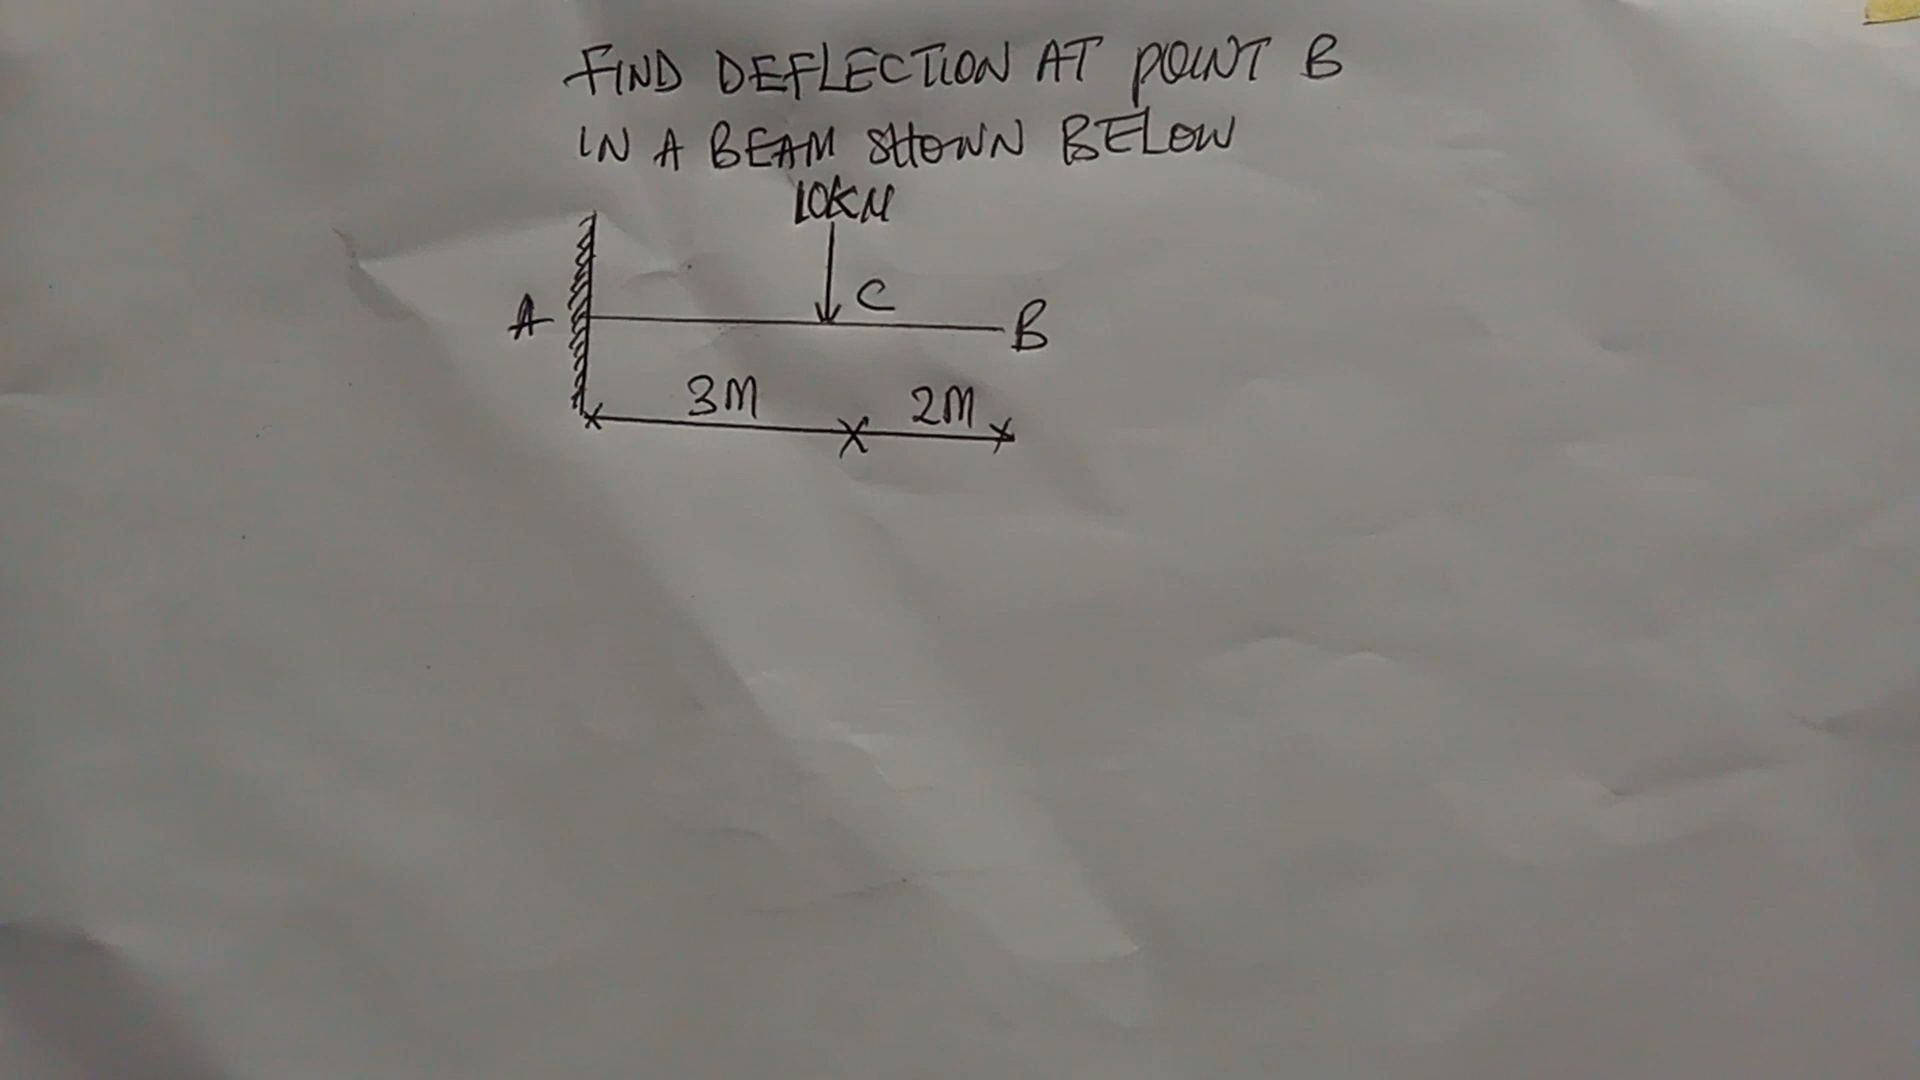 FIND DEFLECTION AT POINT B
IN A BEAM SHOWN BELOW
10KN
C
A
B
3M
2M